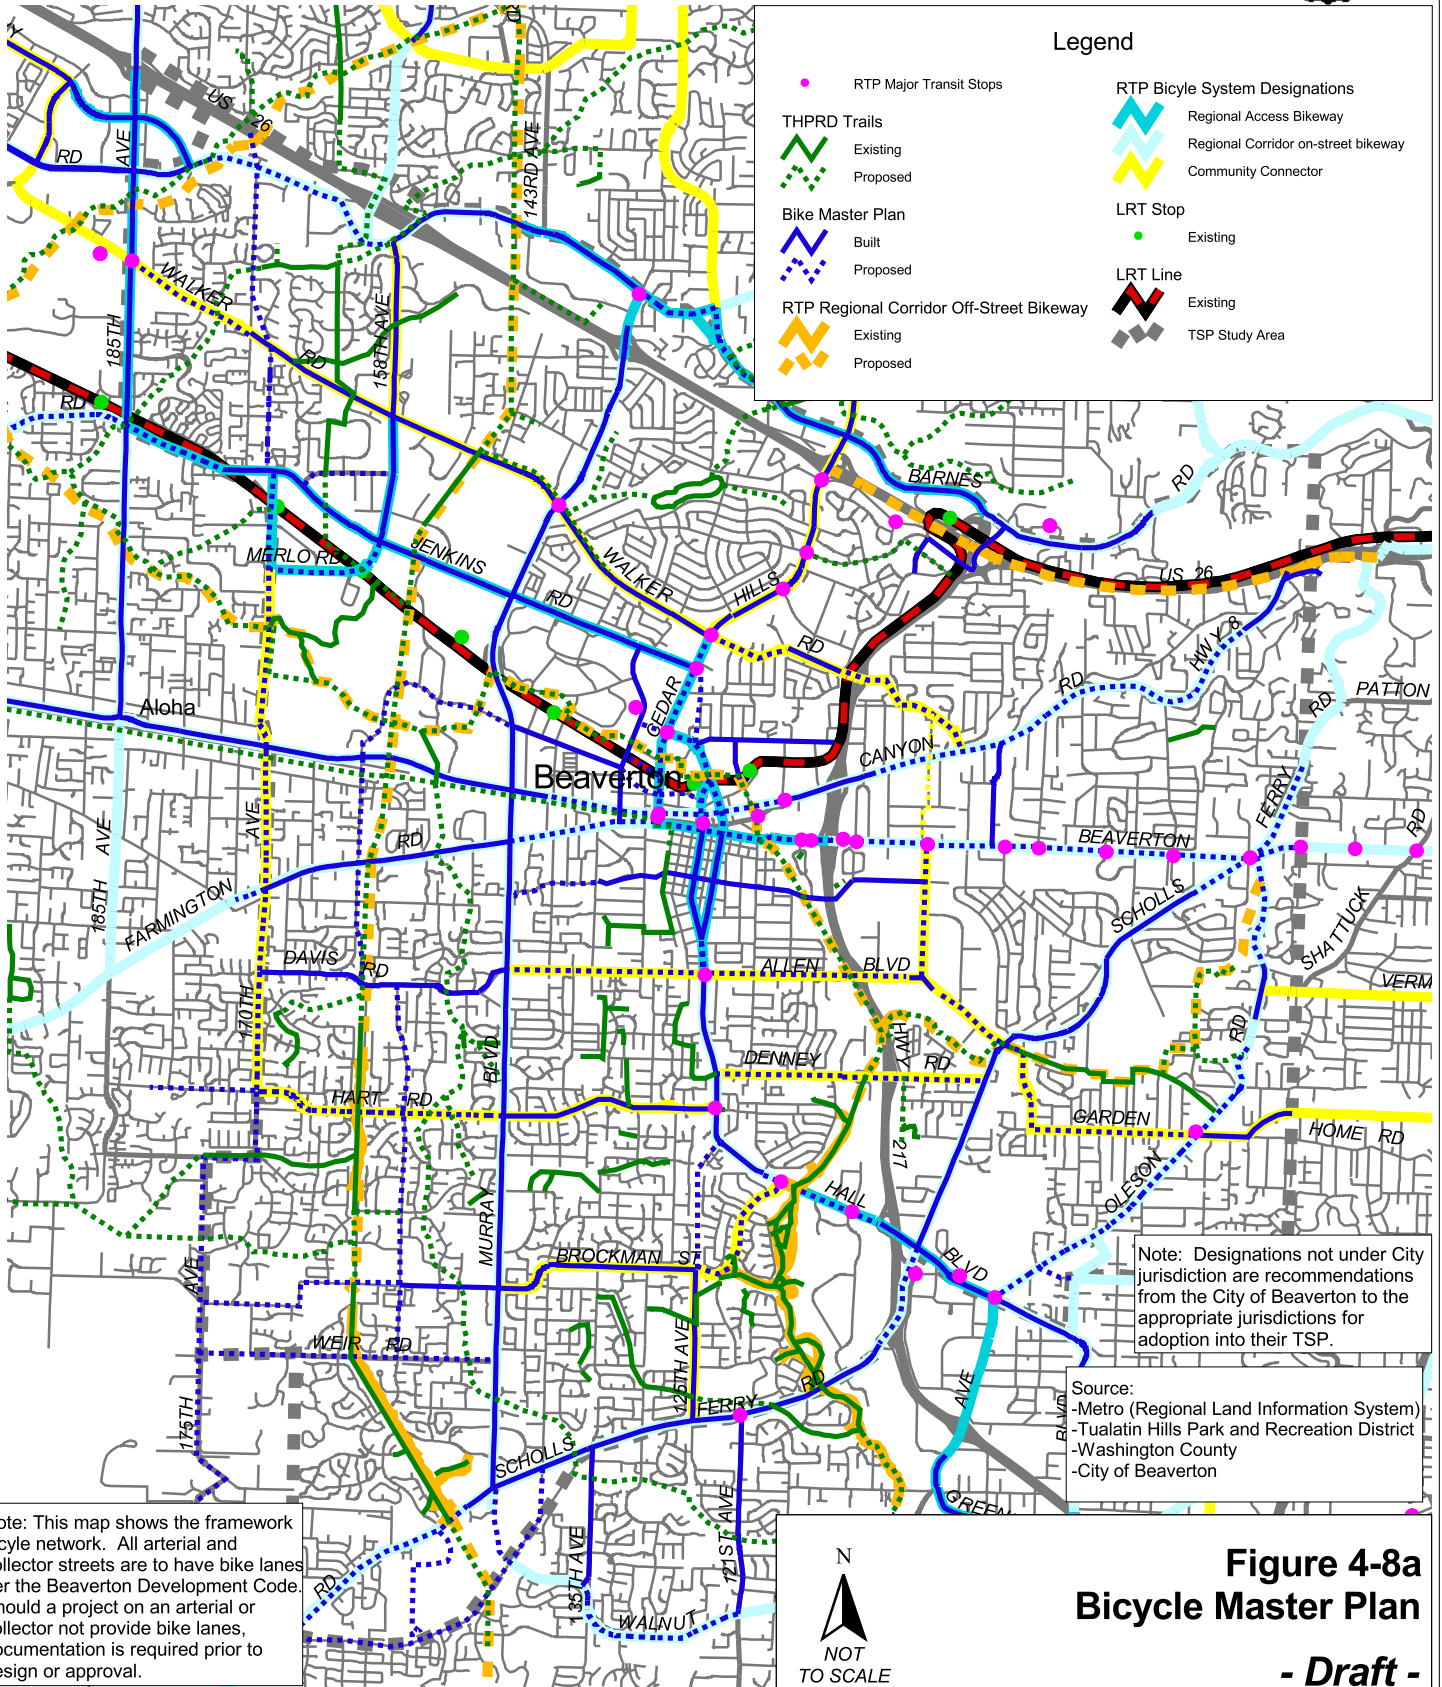 Legend
RTP Major Transit Stops
THPRD Trails
Existing
Proposed
Bike Master Plan
Built
Proposed
RTP Regional Corridor Off-Street Bikeway
Existing
Proposed
RTP Bicyle System Designations
Regional Access Bikeway
Regional Corridor on-street bikeway
Community Connector
LRT Stop
Existing
LRT Line
Existing
TSP Study Area
US 26
RD
AVE
143RD AVE
WALKER
RD
185TH
158TH AVE
RD
BARNES
RD
MERLO RD
JENKINS
RD
WALKER
HILLS
RD
US 26
HWY 8
RD
PATTON
RD
CEDAR
Aloha
CANYON
Beaverton
FERRY
AVE
AVE
RD
BEAVERTON
RD
185TH
FARMINGTON
SCHOLLS
SHATTUCK
DAVIS
RD
ALLEN
BLVD
VERM
170TH
BLVD
HWY
DENNEY
RD
RD
HART
RD
GARDEN
HOME RD
217
OLESON
HALL
MURRAY
BROCKMAN ST
BLVD
AVE
WEIR
RD
125TH AVE
RD
FERRY
AVE
BLVD
175TH
SCHOLLS
GREEN
121ST AVE
135TH AVE
RD
WALNUT
Note: Designations not under City
jurisdiction are recommendations
from the City of Beaverton to the
appropriate jurisdictions for
adoption into their TSP.
Source:
-Metro (Regional Land Information System)
-Tualatin Hills Park and Recreation District
-Washington County
-City of Beaverton
ote: This map shows the framework
cyle network. All arterial and
ollector streets are to have bike lanes
er the Beaverton Development Code.
hould a project on an arterial or
ollector not provide bike lanes,
ocumentation is required prior to
esign or approval.
N
NOT
TO SCALE
Figure 4-8a
Bicycle Master Plan
- Draft -